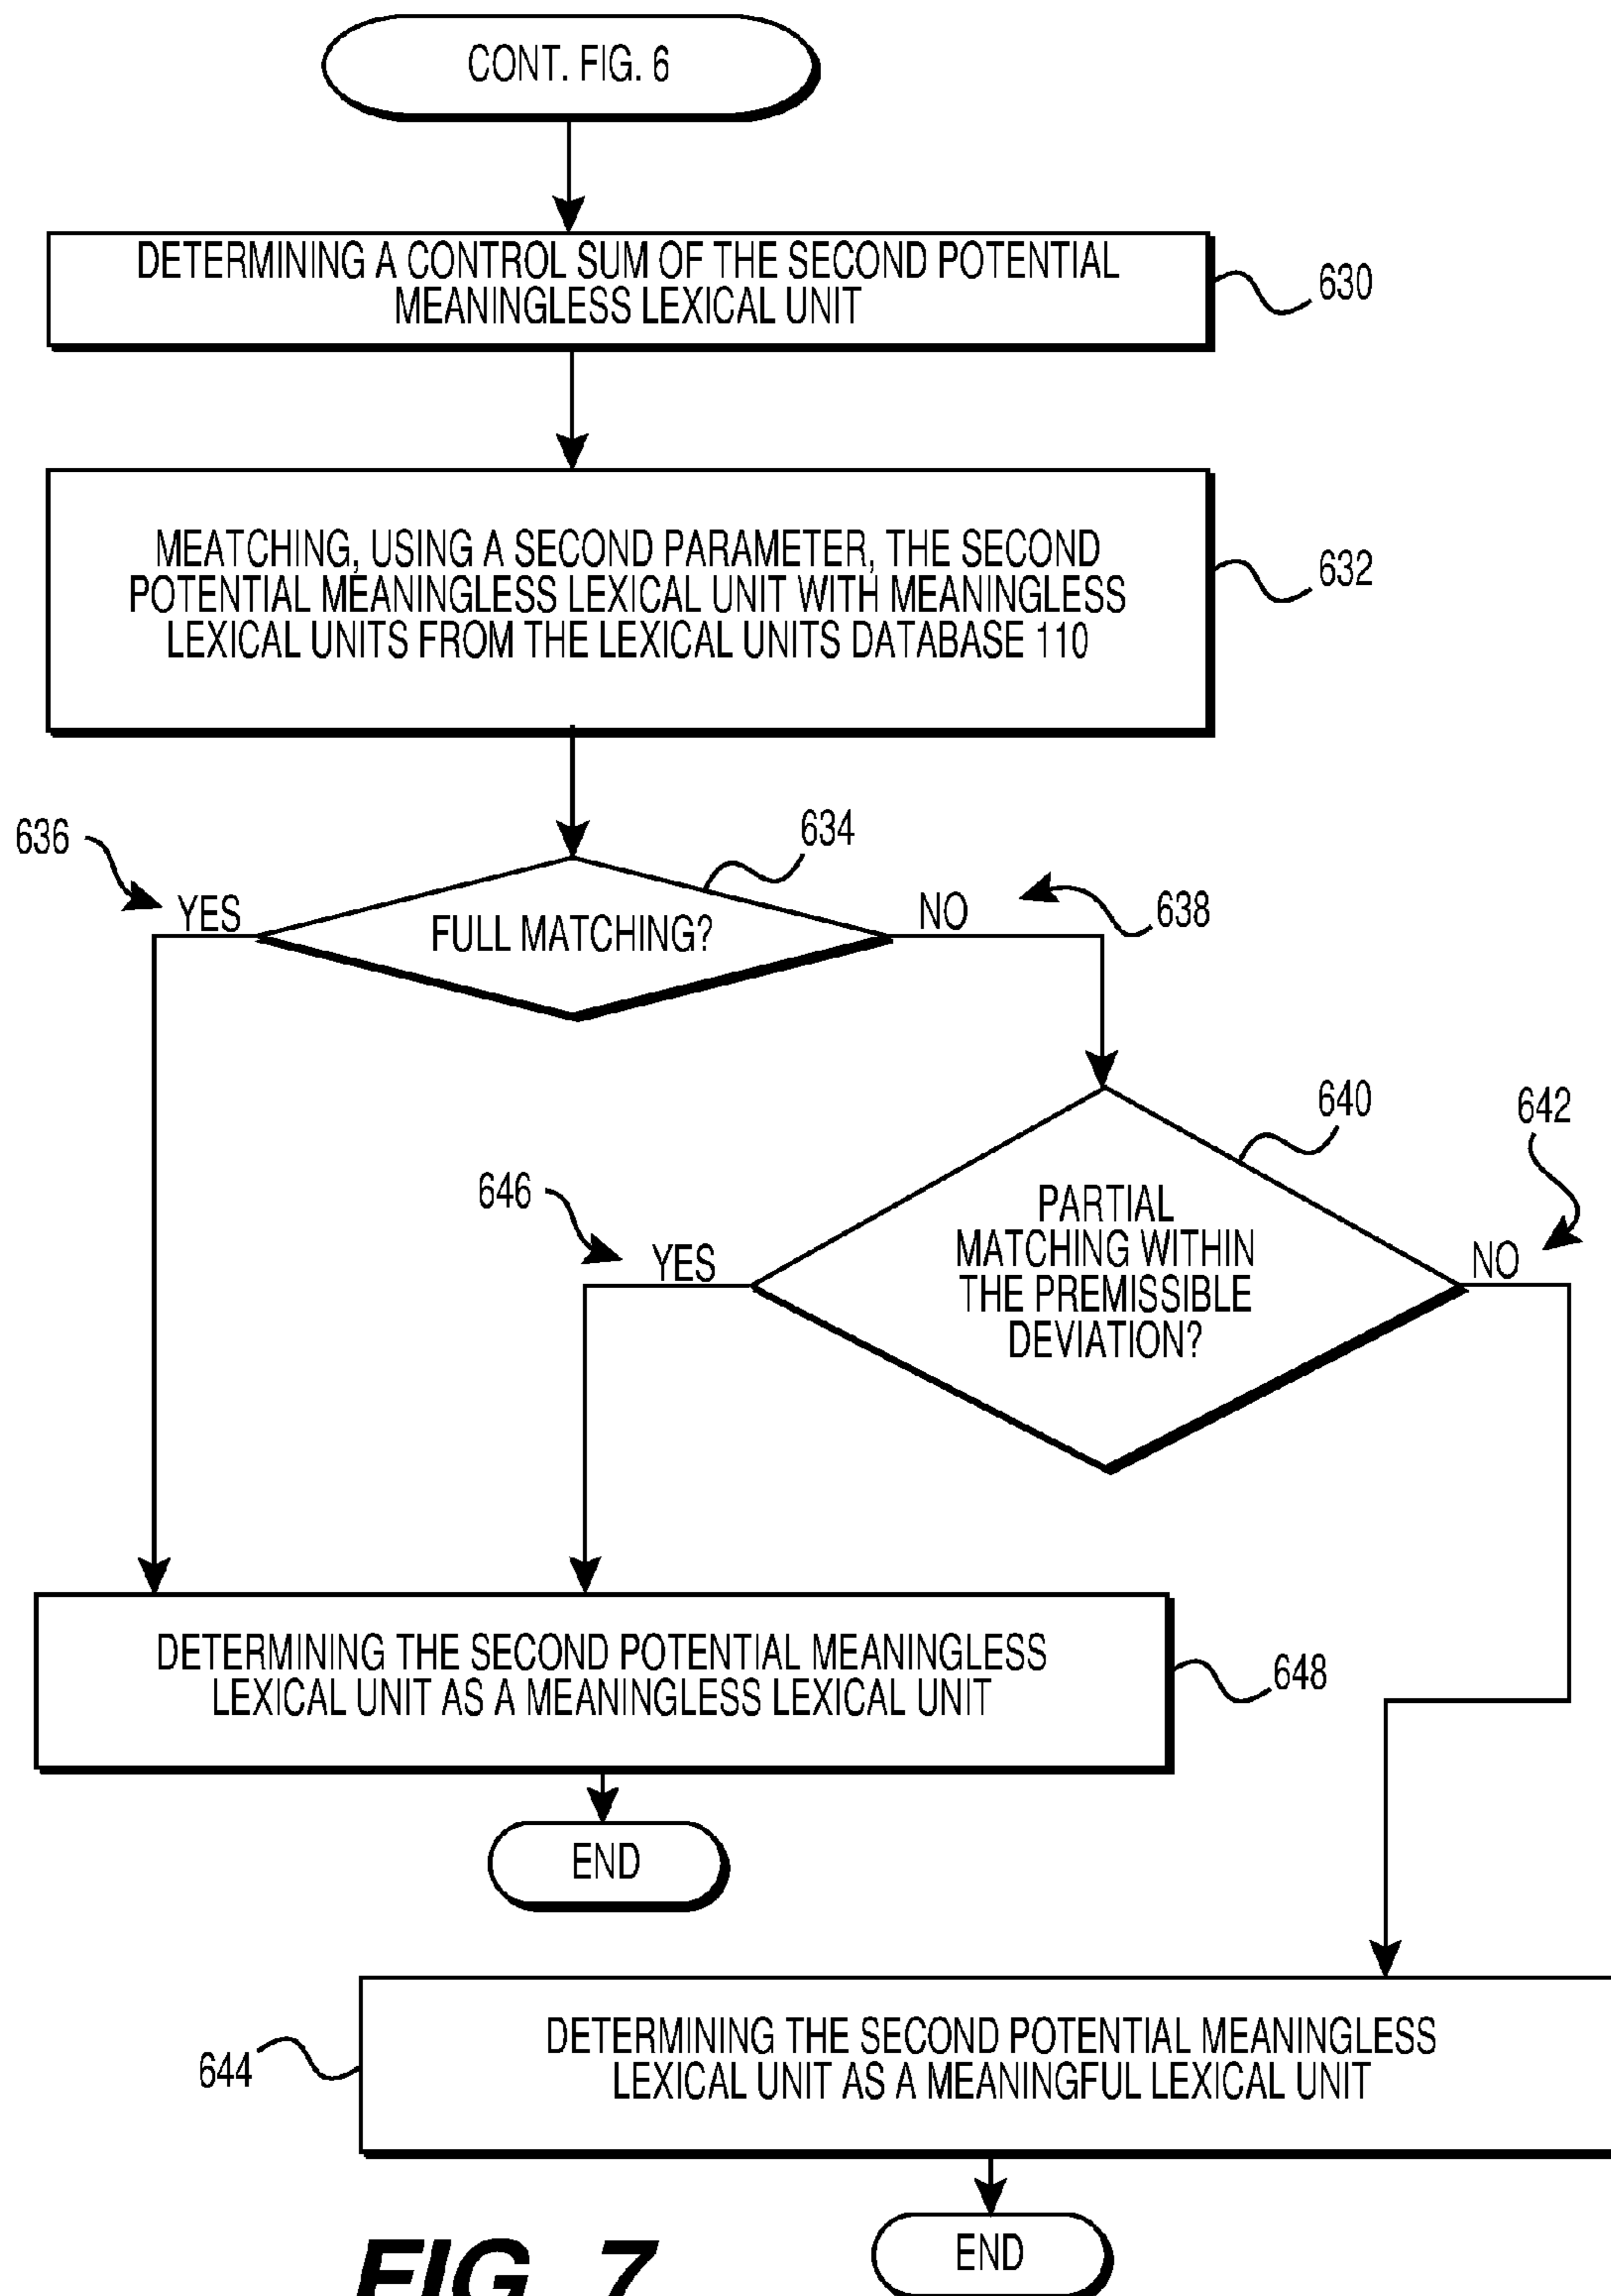 CONT. FIG. 6
DETERMINING A CONTROL SUM OF THE SECOND POTENTIAL
MEANINGLESS LEXICAL UNIT
630
MEATCHING, USING A SECOND PARAMETER, THE SECOND
POTENTIAL MEANINGLESS LEXICAL UNIT WITH MEANINGLESS
LEXICAL UNITS FROM THE LEXICAL UNITS DATABASE 110
632
636
634
YES
FULL MATCHING?
NO
638
640
642
646
YES
PARTIAL
MATCHING WITHIN
THE PREMISSIBLE
DEVIATION?
NO
DETERMINING THE SECOND POTENTIAL MEANINGLESS
LEXICAL UNIT AS A MEANINGLESS LEXICAL UNIT
648
END
DETERMINING THE SECOND POTENTIAL MEANINGLESS
LEXICAL UNIT AS A MEANINGFUL LEXICAL UNIT
644
END
FIG. 7